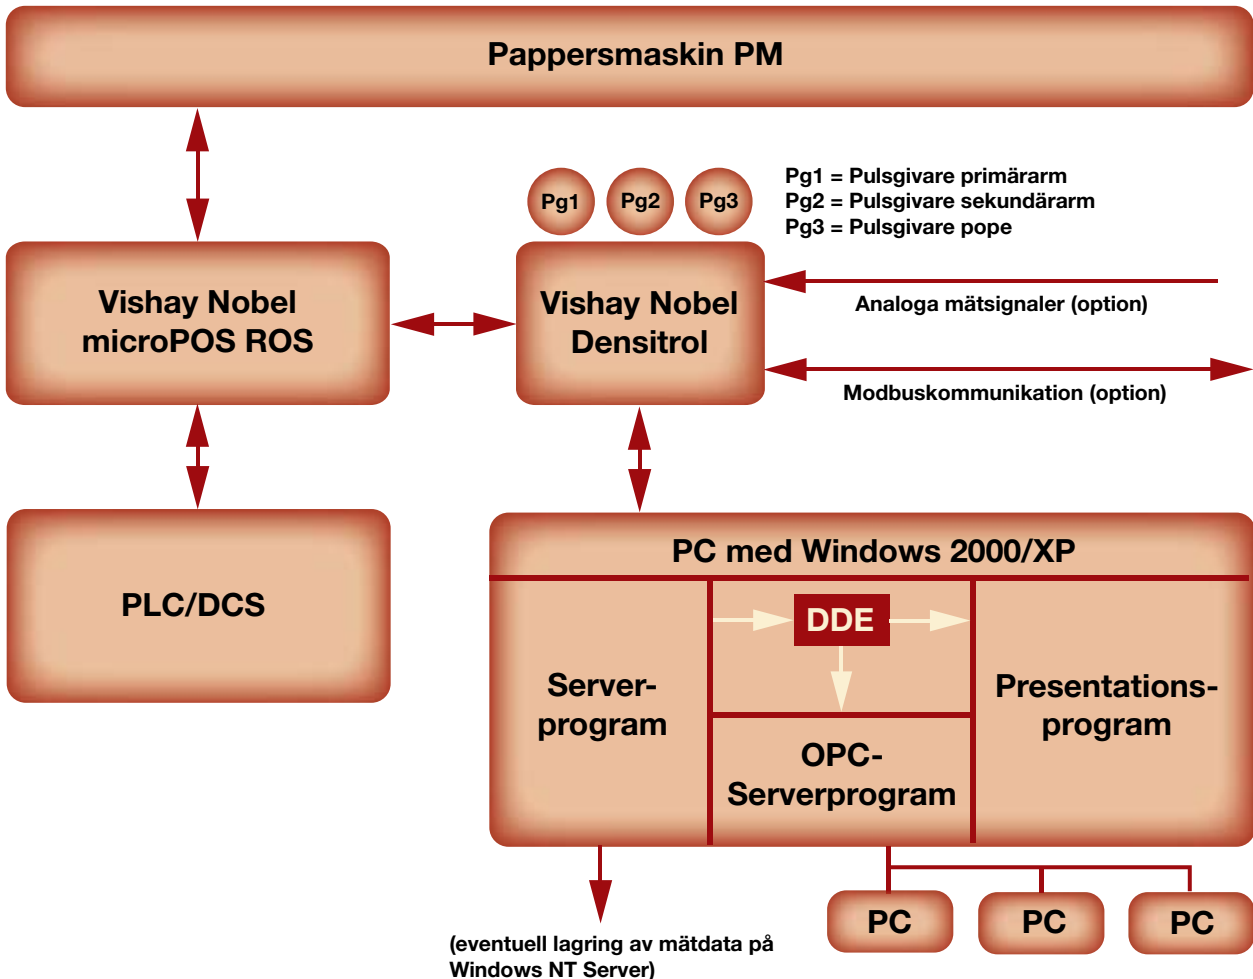 Pappersmaskin PM
Pg1
Pg2
Pg3
Pg1 = Pulsgivare primärarm
Pg2 = Pulsgivare sekundärarm
Pg3 = Pulsgivare pope
Vishay Nobel
microPOS ROS
Vishay Nobel
Densitrol
Analoga mätsignaler (option)
Modbuskommunikation (option)
PLC/DCS
PC med Windows 2000/XP
DDE
Server-
program
Presentations-
program
OPC-
Serverprogram
PC
PC
PC
(eventuell lagring av mätdata på
Windows NT Server)